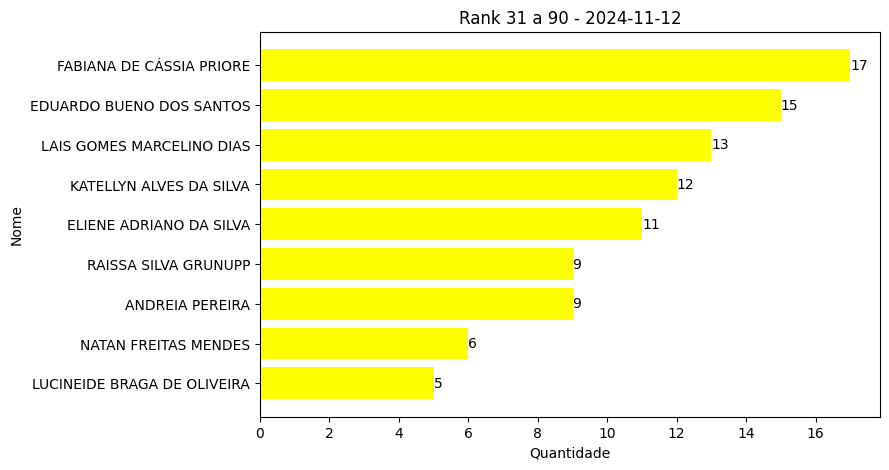 Rank 31 a 90 - 2024-11-12
Nome
FABIANA DE CÁSSIA PRIORE 17
EDUARDO BUENO DOS SANTOS 15
LAIS GOMES MARCELINO DIAS 13
KATELLYN ALVES DA SILVA 12
ELIENE ADRIANO DA SILVA 11
RAISSA SILVA GRUNUPP 9
ANDREIA PEREIRA 9
NATAN FREITAS MENDES 6
LUCINEIDE BRAGA DE OLIVEIRA 5
0 2 4 6 8 10 12 14 16
Quantidade